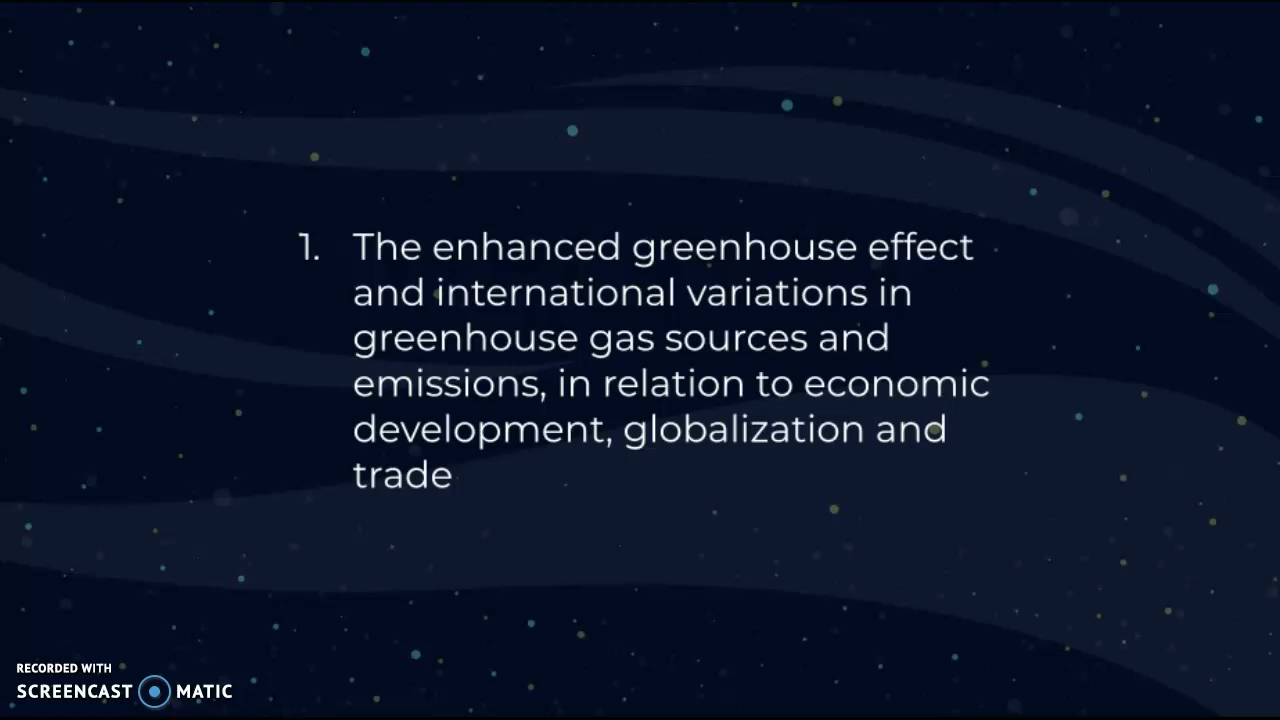 1. The enhanced greenhouse effect
and international variations in
greenhouse gas sources and
emissions, in relation to economic
development, globalization and
trade
RECORDED WITH
SCREENCAST MATIC